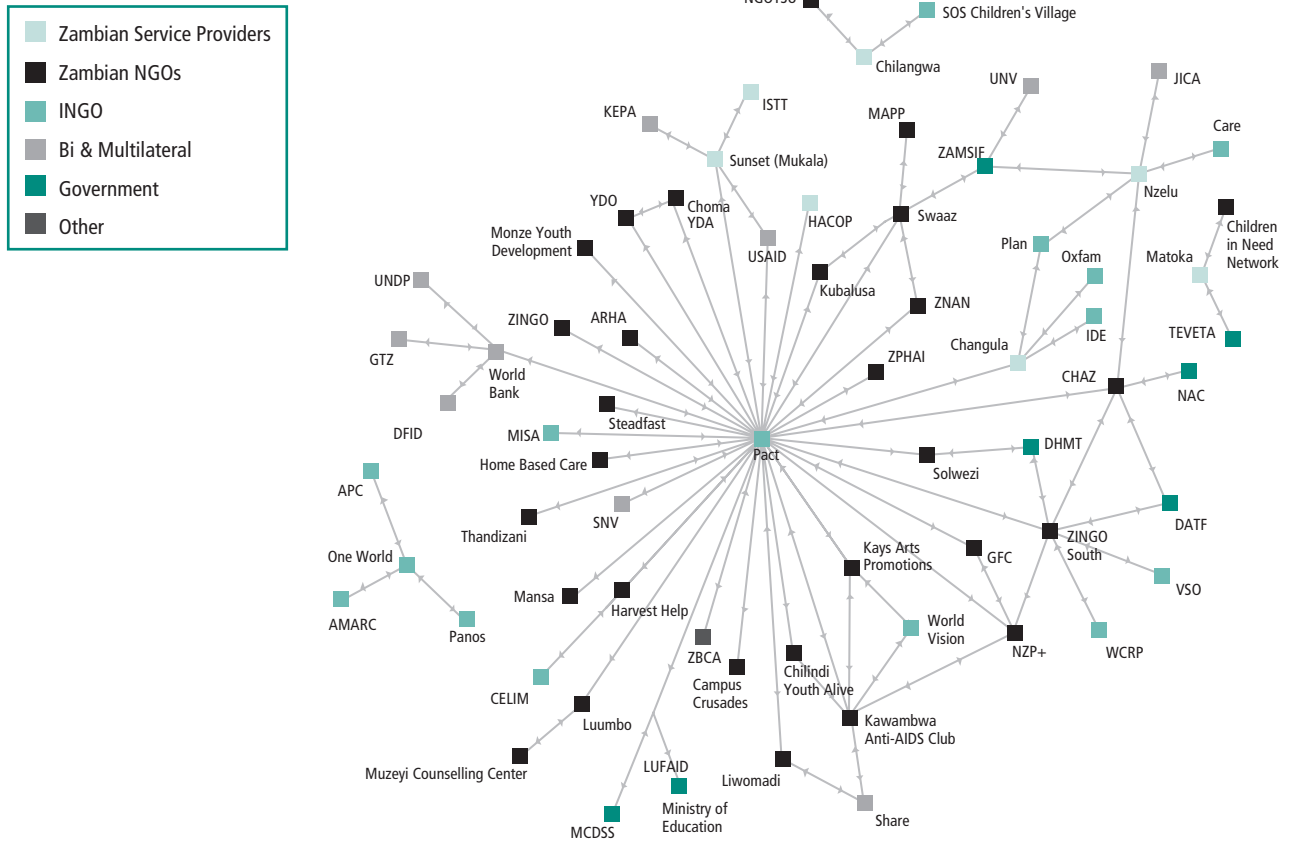 Zambian Service Providers
Zambian NGOs
INGO
Bi & Multilateral
Government
Other
SOS Children's Village
Chilangwa
UNV
JICA
ISTT
KEPA
MAPP
Care
ZAMSIF
Sunset (Mukala)
Nzelu
YDO
Choma
YDA
HACOP
Swaaz
Children
in Need
Network
Monze Youth
Development
USAID
Plan
Oxfam
Matoka
UNDP
Kubalusa
ZNAN
ZINGO
ARHA
IDE
TEVETA
GTZ
World
Bank
Changula
ZPHAI
CHAZ
NAC
DFID
Steadfast
MISA
Pact
DHMT
Home Based Care
Solwezi
APC
SNV
Thandizani
DATF
ZINGO
South
One World
Kays Arts
Promotions
GFC
VSO
Mansa
Harvest Help
AMARC
Panos
World
Vision
NZP+
WCRP
ZBCA
Chilindi
Youth Alive
Campus
Crusades
CELIM
Luumbo
Kawambwa
Anti-AIDS Club
Muzeyi Counselling Center
LUFAID
Liwomadi
Ministry of
Education
Share
MCDSS